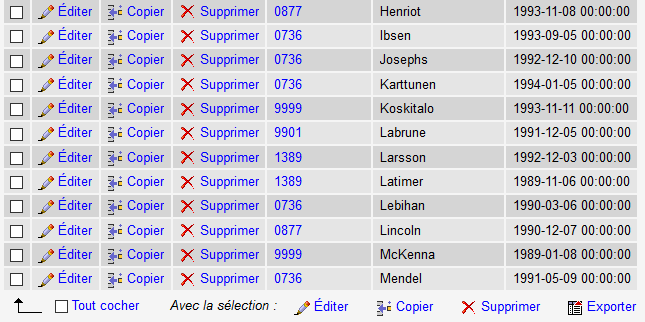 Éditer Copier Supprimer 0877 Henriot 1993-11-08 00:00:00
Éditer Copier Supprimer 0736 Ibsen 1993-09-05 00:00:00
Éditer Copier Supprimer 0736 Josephs 1992-12-10 00:00:00
Éditer Copier Supprimer 0736 Karttunen 1994-01-05 00:00:00
Éditer Copier Supprimer 9999 Koskitalo 1993-11-11 00:00:00
Éditer Copier Supprimer 9901 Labrune 1991-12-05 00:00:00
Éditer Copier Supprimer 1389 Larsson 1992-12-03 00:00:00
Éditer Copier Supprimer 1389 Latimer 1989-11-06 00:00:00
Éditer Copier Supprimer 0736 Lebihan 1990-03-06 00:00:00
Éditer Copier Supprimer 0877 Lincoln 1990-12-07 00:00:00
Éditer Copier Supprimer 9999 McKenna 1989-01-08 00:00:00
Éditer Copier Supprimer 0736 Mendel 1991-05-09 00:00:00
Tout cocher Avec la sélection : Éditer Copier Supprimer Exporter